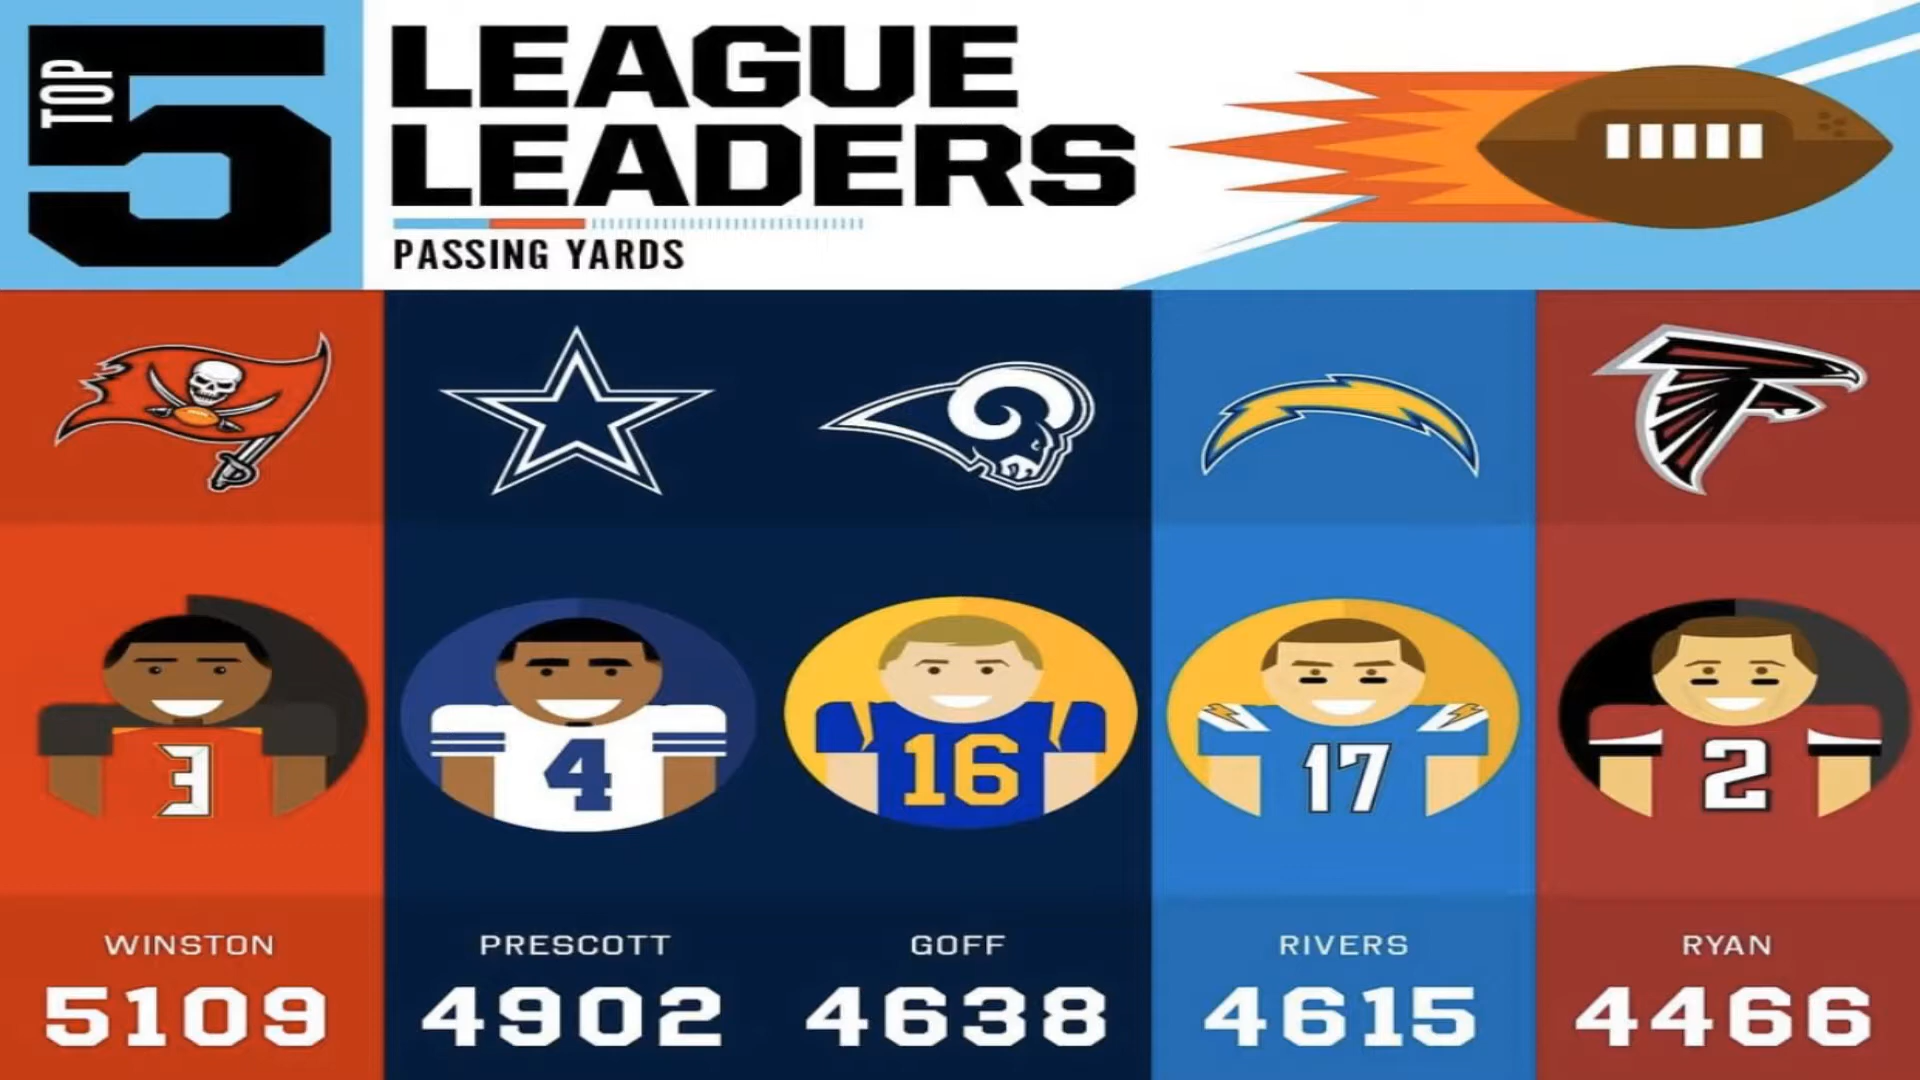 TOP
5
LEAGUE
LEADERS
PASSING YARDS
3
4
16
17
2
WINSTON
PRESCOTT
GOFF
RIVERS
RYAN
5109
4902
4638
4615
4466